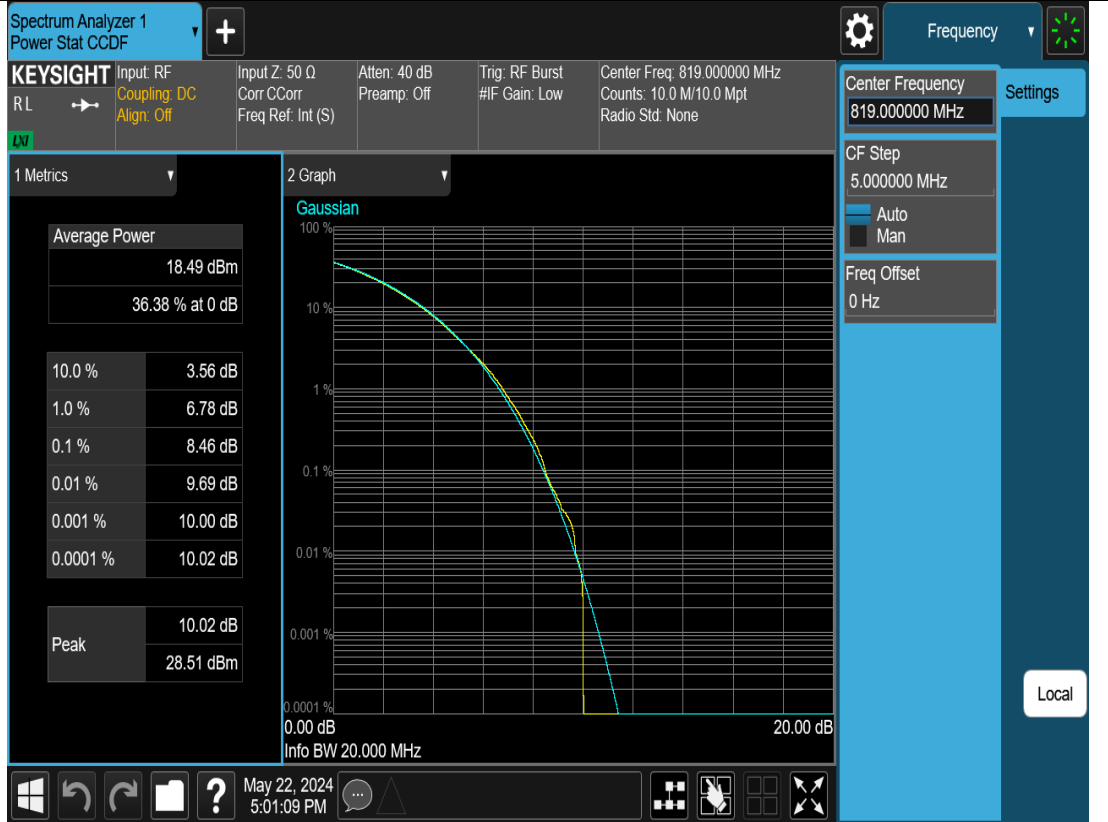 Spectrum Analyzer 1
Power Stat CCDF
+
Frequency
KEYSIGHT
R L
LXI
Input: RF
Coupling: DC
Align: Off
Input Z: 50 Ω
Corr CCorr
Freq Ref: Int (S)
Atten: 40 dB
Preamp: Off
Trig: RF Burst
#IF Gain: Low
Center Freq: 819.000000 MHz
Counts: 10.0 M/10.0 Mpt
Radio Std: None
Center Frequency
819.000000 MHz
Settings
CF Step
5.000000 MHz
Auto
Man
Freq Offset
0 Hz
1 Metrics
Average Power
18.49 dBm
36.38 % at 0 dB
10.0 % 3.56 dB
1.0 % 6.78 dB
0.1 % 8.46 dB
0.01 % 9.69 dB
0.001 % 10.00 dB
0.0001 % 10.02 dB
Peak
10.02 dB
28.51 dBm
2 Graph
Gaussian
100 %
10 %
1 %
0.1 %
0.01 %
0.001 %
0.0001 %
0.00 dB 20.00 dB
Info BW 20.000 MHz
Local
?
May 22, 2024
5:01:09 PM